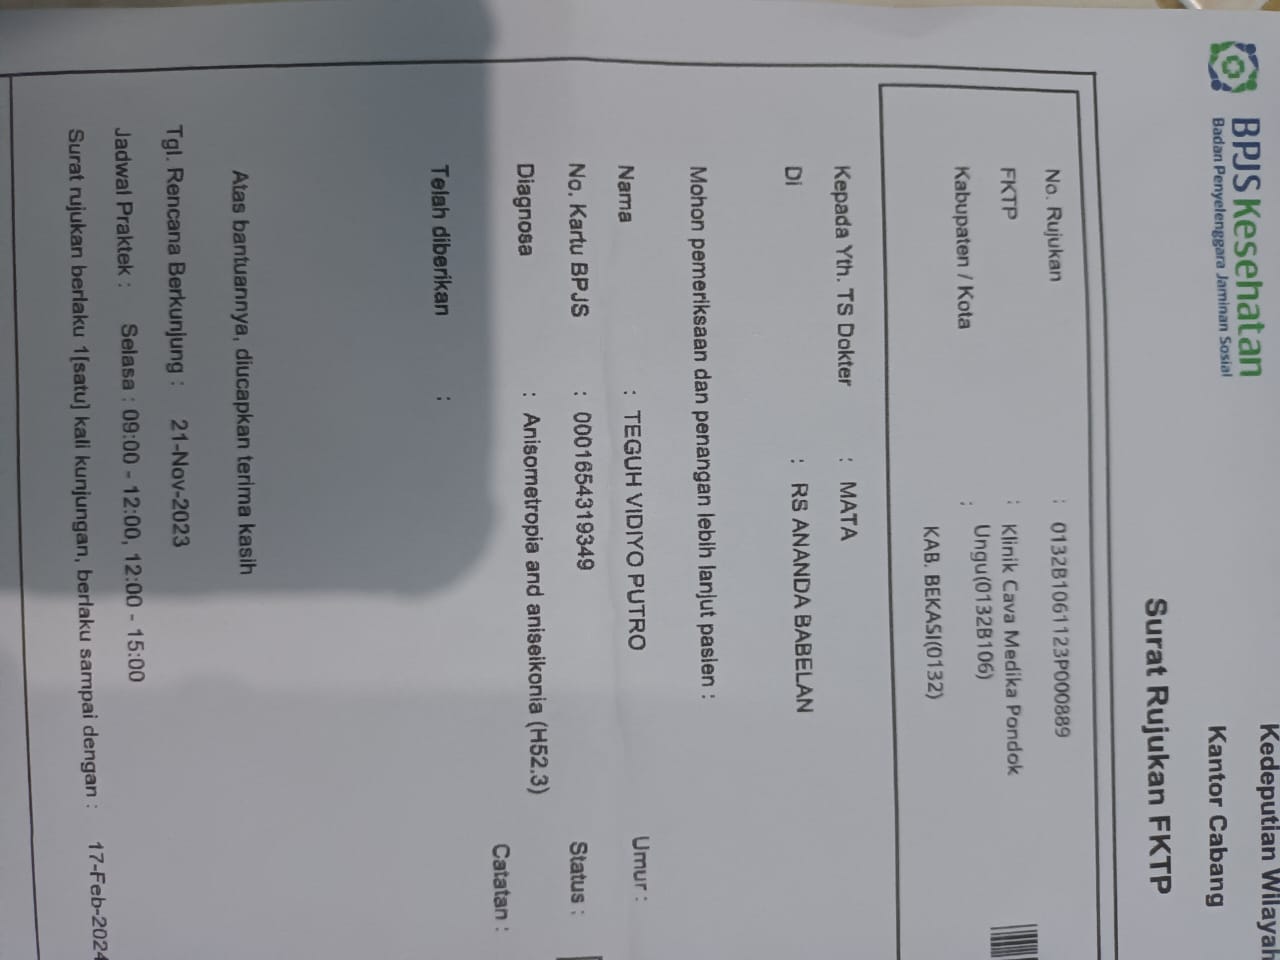 BPJS Kesehatan
Badan Penyelenggara Jaminan Sosial
Kedeputian Wilayah
Kantor Cabang
Surat Rujukan FKTP
No. Rujukan : 0132B1061123P000889
FKTP : Klinik Cava Medika Pondok
Ungu(0132B106)
Kabupaten / Kota : KAB. BEKASI(0132)
Kepada Yth. TS Dokter : MATA
Di : RS ANANDA BABELAN
Mohon pemeriksaan dan penangan lebih lanjut pasien :
Nama : TEGUH VIDIYO PUTRO Umur :
No. Kartu BPJS : 0001654319349 Status :
Diagnosa : Anisometropia and aniseikonia (H52.3) Catatan :
Telah diberikan :
Atas bantuannya, diucapkan terima kasih
Tgl. Rencana Berkunjung : 21-Nov-2023
Jadwal Praktek : Selasa : 09:00 - 12:00, 12:00 - 15:00
Surat rujukan berlaku 1[satu] kali kunjungan, berlaku sampai dengan : 17-Feb-2024